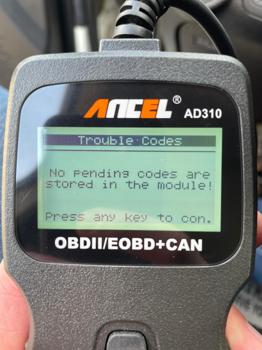 ANCEL®
AD310
Trouble Codes
No pending codes are
stored in the module!
Press any key to con.
OBDII/EOBD+CAN